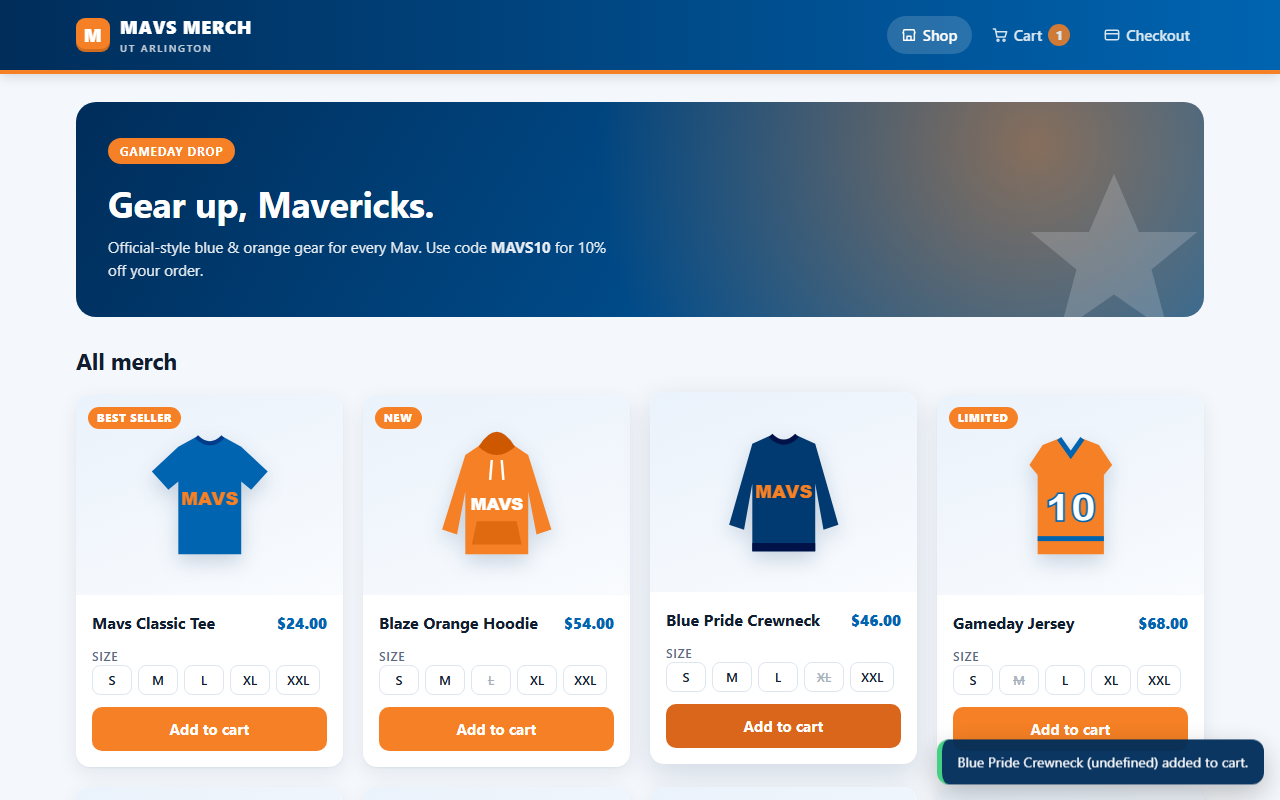 M MAVS MERCH
UT ARLINGTON
Shop Cart 1 Checkout
GAMEDAY DROP
Gear up, Mavericks.
Official-style blue & orange gear for every Mav. Use code MAVS10 for 10%
off your order.
All merch
BEST SELLER
MAVS
Mavs Classic Tee $24.00
SIZE
S M L XL XXL
Add to cart
NEW
MAVS
Blaze Orange Hoodie $54.00
SIZE
S M L XL XXL
Add to cart
MAVS
Blue Pride Crewneck $46.00
SIZE
S M L XL XXL
Add to cart
LIMITED
10
Gameday Jersey $68.00
SIZE
S M L XL XXL
Add to cart
Blue Pride Crewneck (undefined) added to cart.